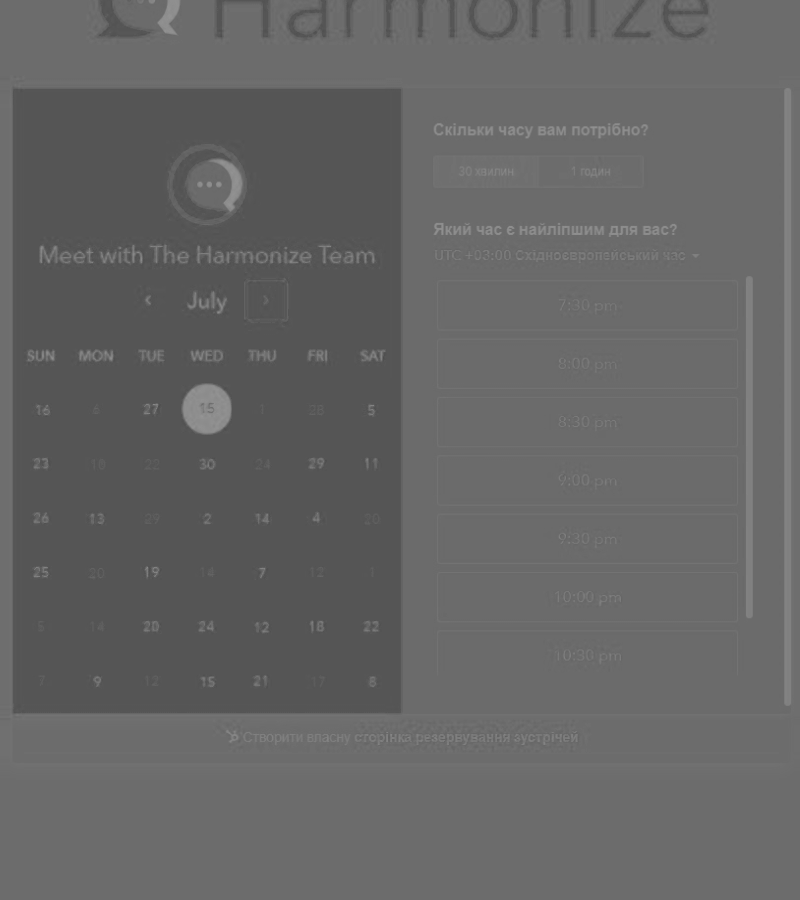 Harmonize
Meet with The Harmonize Team
July
SUN MON TUE WED THU FRI SAT
16 6 27 15 1 5
23 22 30 24 29 11
26 13 29 2 14 4 20
25 20 19 14 7 12 1
5 14 20 24 12 18 22
7 9 12 15 21 17 8
Скільки часу вам потрібно?
30 хвилин 1 годин
Який час є найліпшим для вас?
UTC +03:00 Східноєвропейський час
7:30 pm
8:00 pm
8:30 pm
9:00 pm
9:30 pm
10:00 pm
10:30 pm
Створити власну сторінка резервування зустрічей